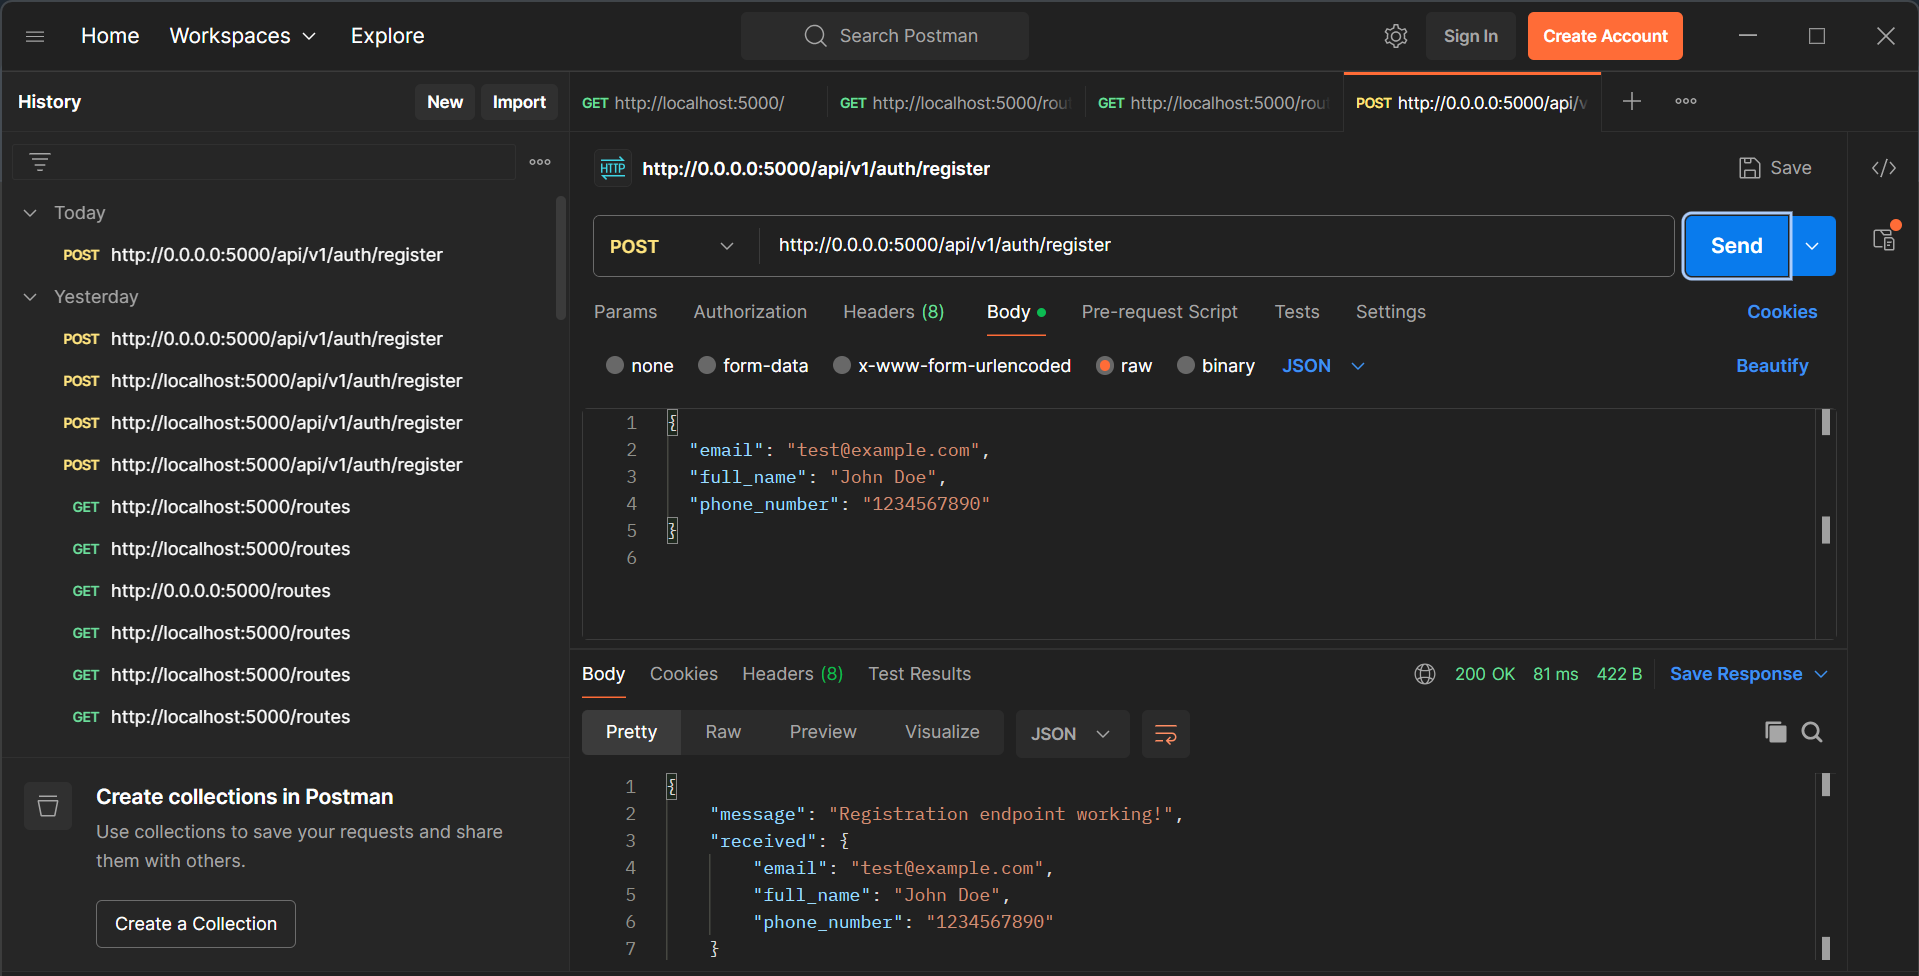 Home Workspaces Explore Search Postman Sign In Create Account
History New Import
GET http://localhost:5000/ GET http://localhost:5000/rout GET http://localhost:5000/rout POST http://0.0.0.0:5000/api/v
Today
POST http://0.0.0.0:5000/api/v1/auth/register
Yesterday
POST http://0.0.0.0:5000/api/v1/auth/register
POST http://localhost:5000/api/v1/auth/register
POST http://localhost:5000/api/v1/auth/register
POST http://localhost:5000/api/v1/auth/register
GET http://localhost:5000/routes
GET http://localhost:5000/routes
GET http://0.0.0.0:5000/routes
GET http://localhost:5000/routes
GET http://localhost:5000/routes
GET http://localhost:5000/routes
Create collections in Postman
Use collections to save your requests and share
them with others.
Create a Collection
HTTP http://0.0.0.0:5000/api/v1/auth/register Save
POST http://0.0.0.0:5000/api/v1/auth/register Send
Params Authorization Headers (8) Body Pre-request Script Tests Settings Cookies
none form-data x-www-form-urlencoded raw binary JSON Beautify
1 {
2 "email": "test@example.com",
3 "full_name": "John Doe",
4 "phone_number": "1234567890"
5 }
6
Body Cookies Headers (8) Test Results 200 OK 81 ms 422 B Save Response
Pretty Raw Preview Visualize JSON
1 {
2 "message": "Registration endpoint working!",
3 "received": {
4 "email": "test@example.com",
5 "full_name": "John Doe",
6 "phone_number": "1234567890"
7 }